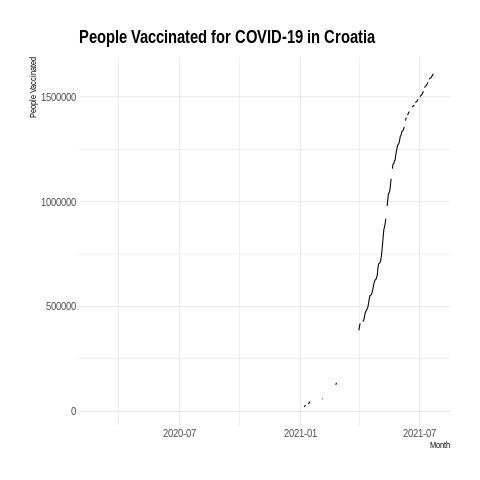 People Vaccinated for COVID-19 in Croatia
People Vaccinated
1500000
1000000
500000
0
2020-07
2021-01
2021-07
Month